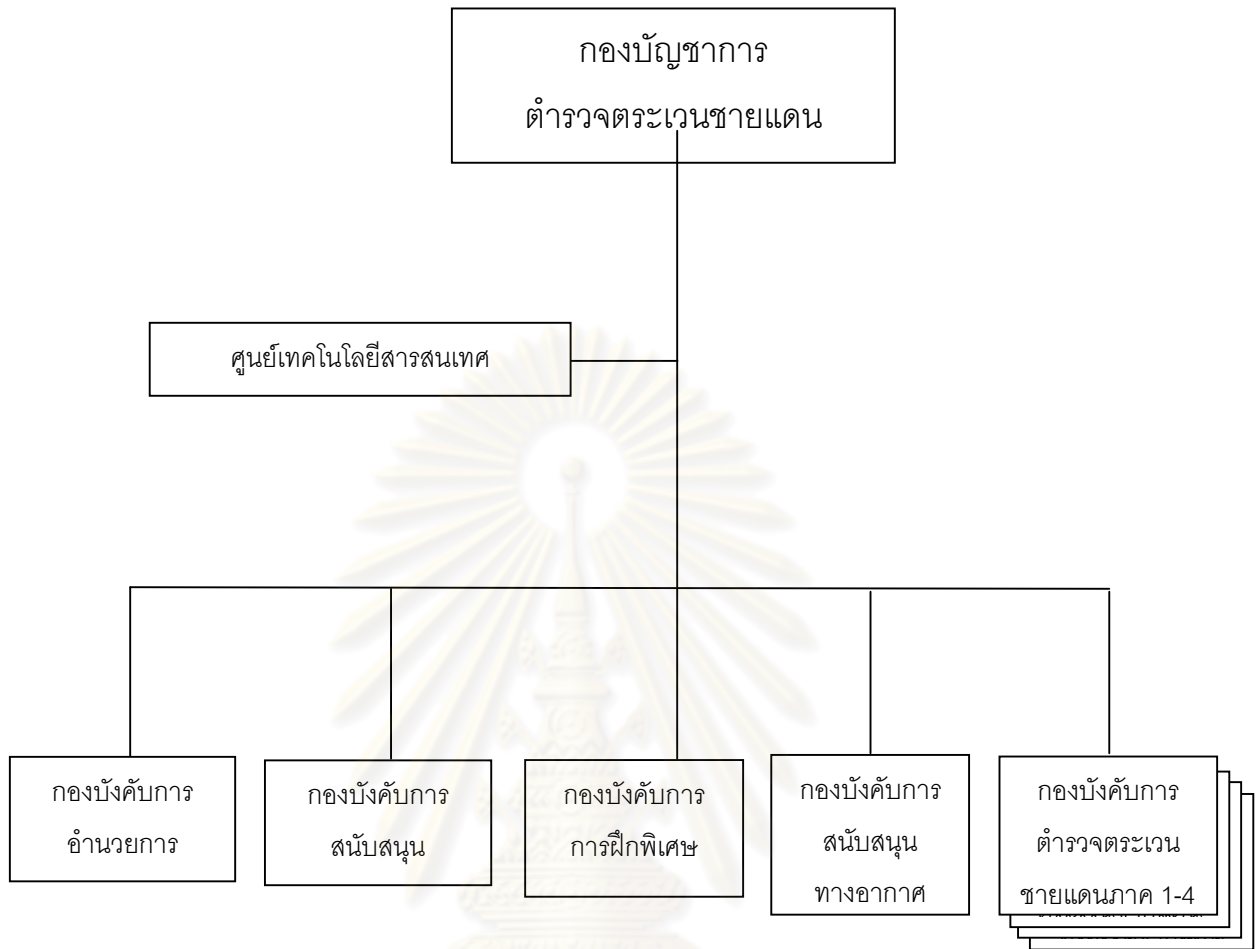 กองบัญชาการ
ตำรวจตระเวนชายแดน
ศูนย์เทคโนโลยีสารสนเทศ
กองบังคับการ
อำนวยการ
กองบังคับการ
สนับสนุน
กองบังคับการ
การฝึกพิเศษ
กองบังคับการ
สนับสนุน
ทางอากาศ
กองบังคับการ
ตำรวจตระเวน
ชายแดนภาค 1-4